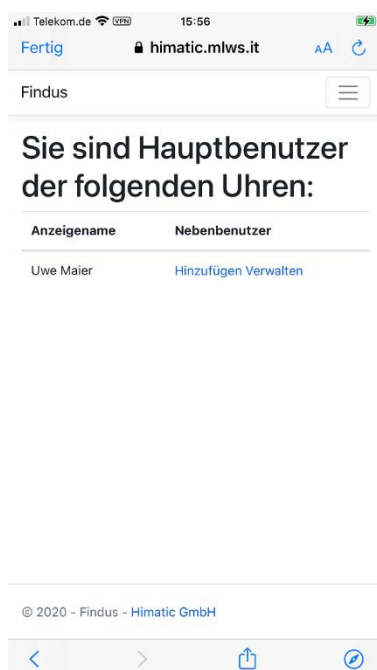 Telekom.de VPN 15:56
Fertig himatic.mlws.it AA
Findus
Sie sind Hauptbenutzer
der folgenden Uhren:
Anzeigename Nebenbenutzer
Uwe Maier Hinzufügen Verwalten
© 2020 - Findus - Himatic GmbH